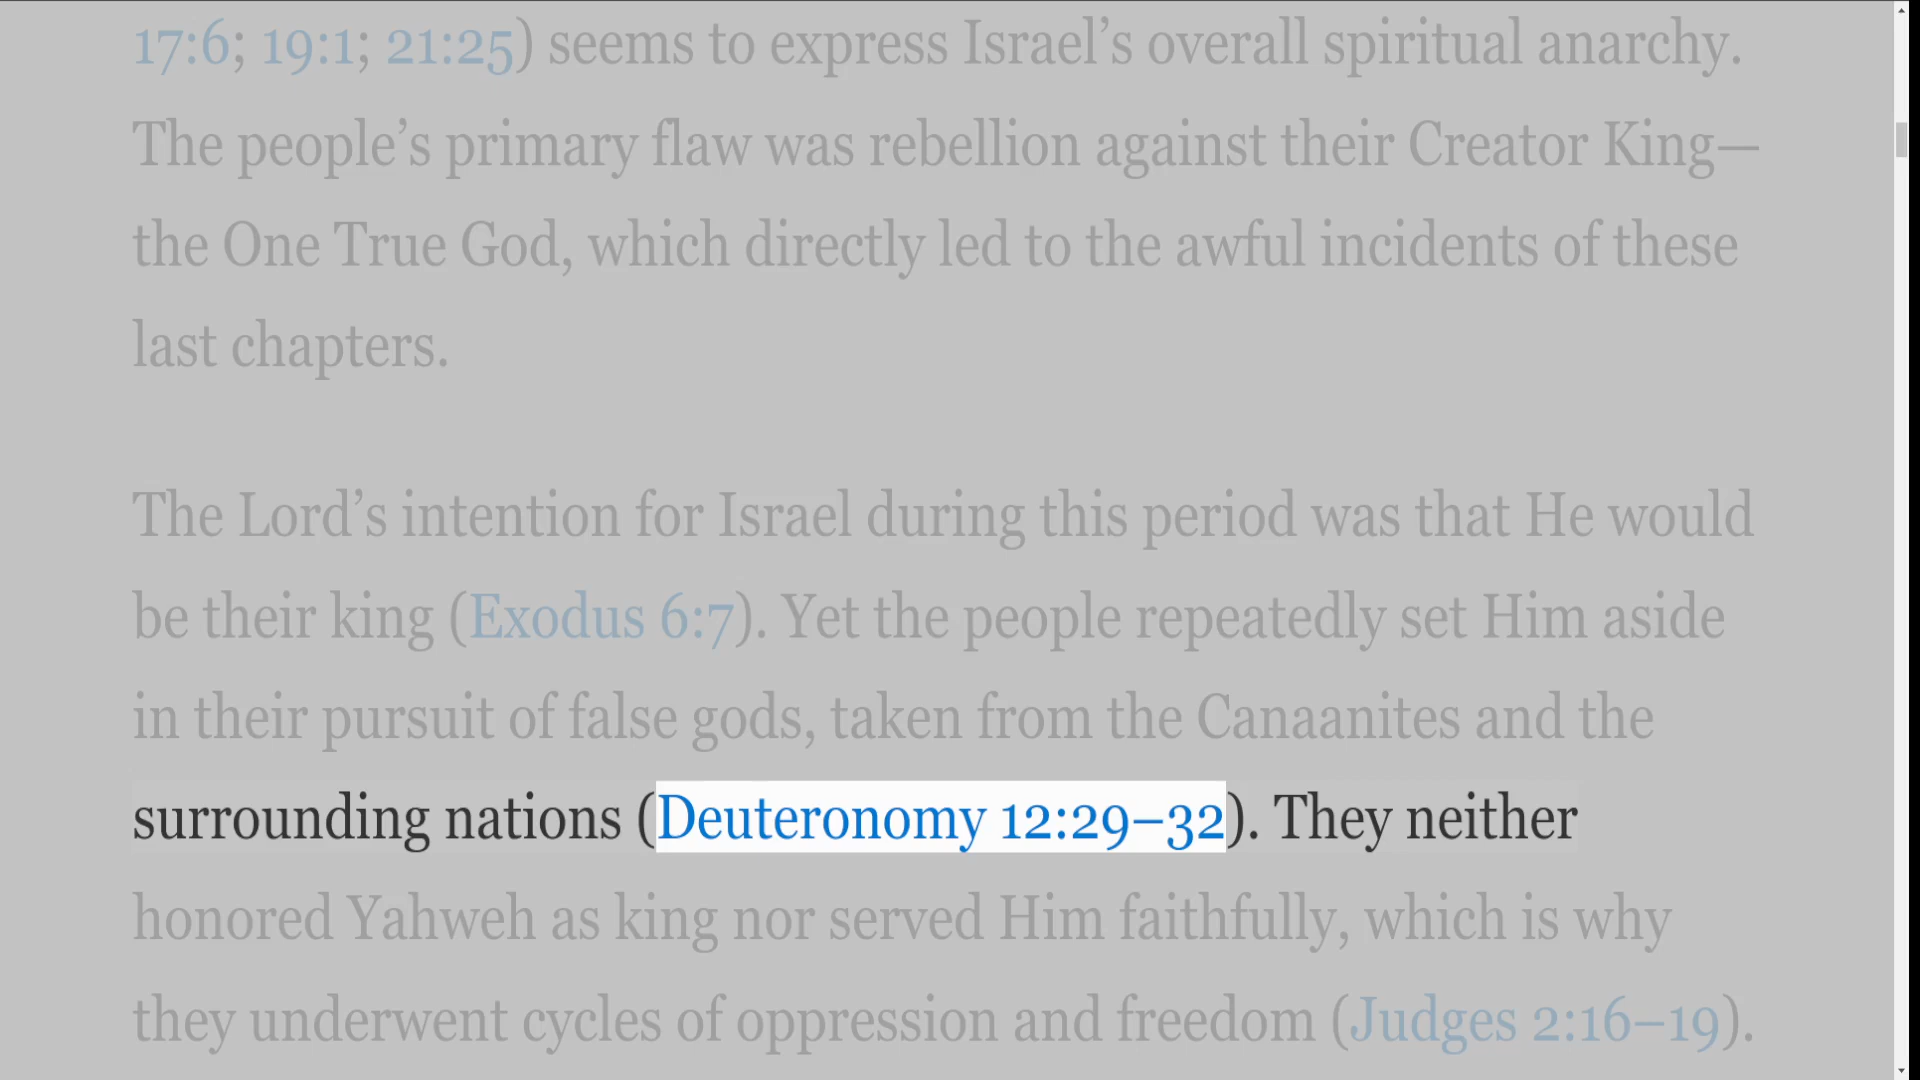 17:6; 19:1; 21:25) seems to express Israel’s overall spiritual anarchy.
The people’s primary flaw was rebellion against their Creator King—
the One True God, which directly led to the awful incidents of these
last chapters.
The Lord’s intention for Israel during this period was that He would
be their king (Exodus 6:7). Yet the people repeatedly set Him aside
in their pursuit of false gods, taken from the Canaanites and the
surrounding nations (Deuteronomy 12:29–32). They neither
honored Yahweh as king nor served Him faithfully, which is why
they underwent cycles of oppression and freedom (Judges 2:16–19).